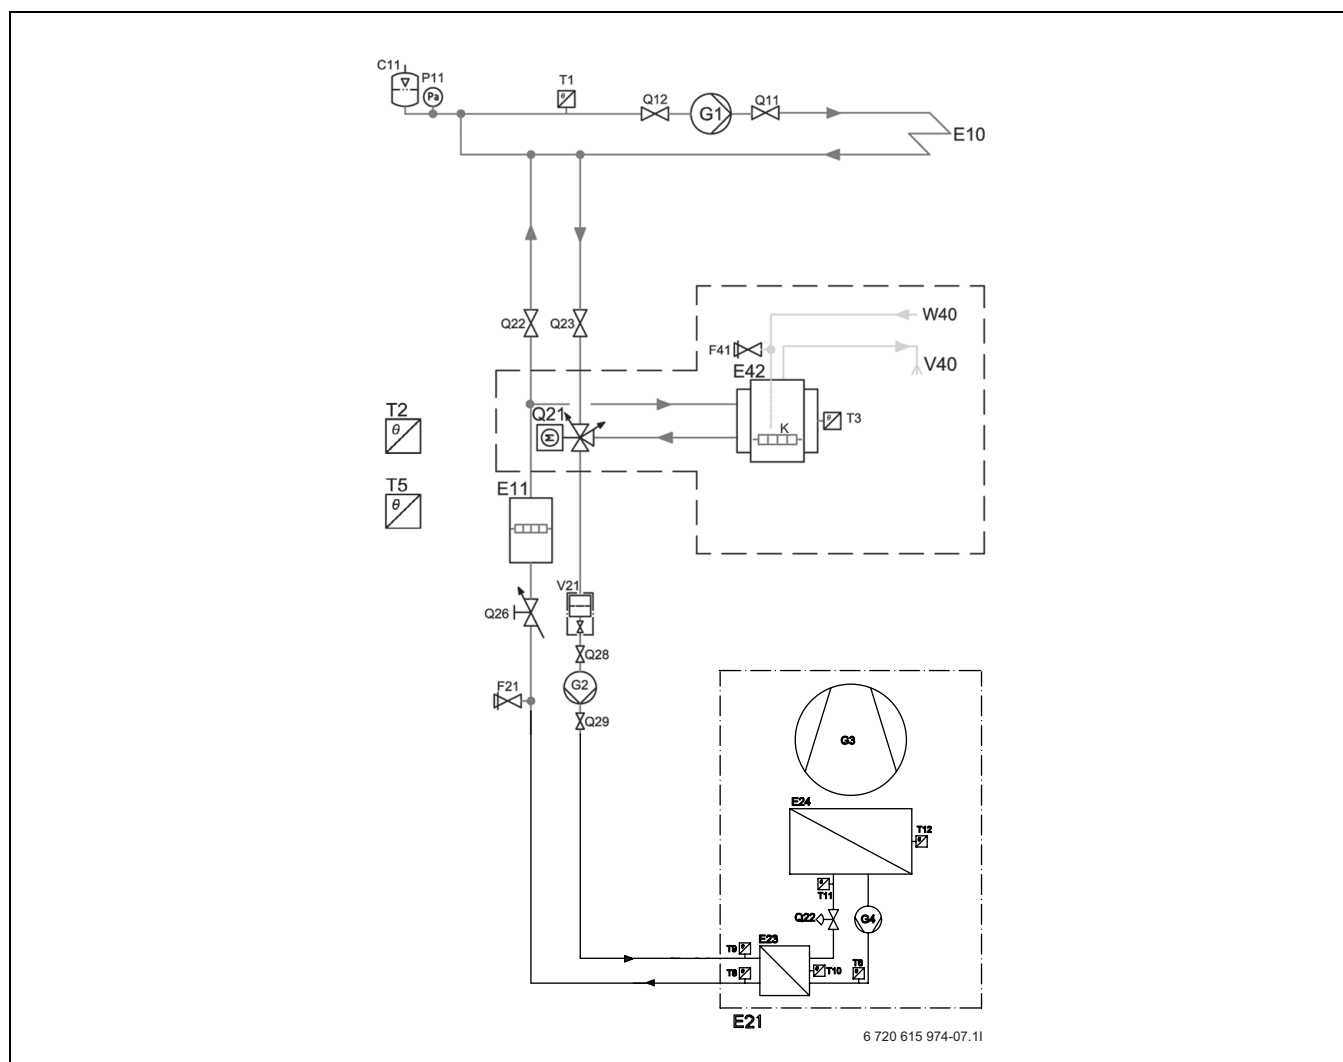 C11
P11
Pa
T1
θ
Q12
G1
Q11
E10
Q22
Q23
W40
F41
V40
E42
T2
θ
Q21
M
K
θ
T3
T5
θ
E11
V21
Q26
Q28
F21
G2
Q29
G3
E24
T12
T11
Q22
G4
E23
T9
T8
T10
T6
E21
6 720 615 974-07.1I